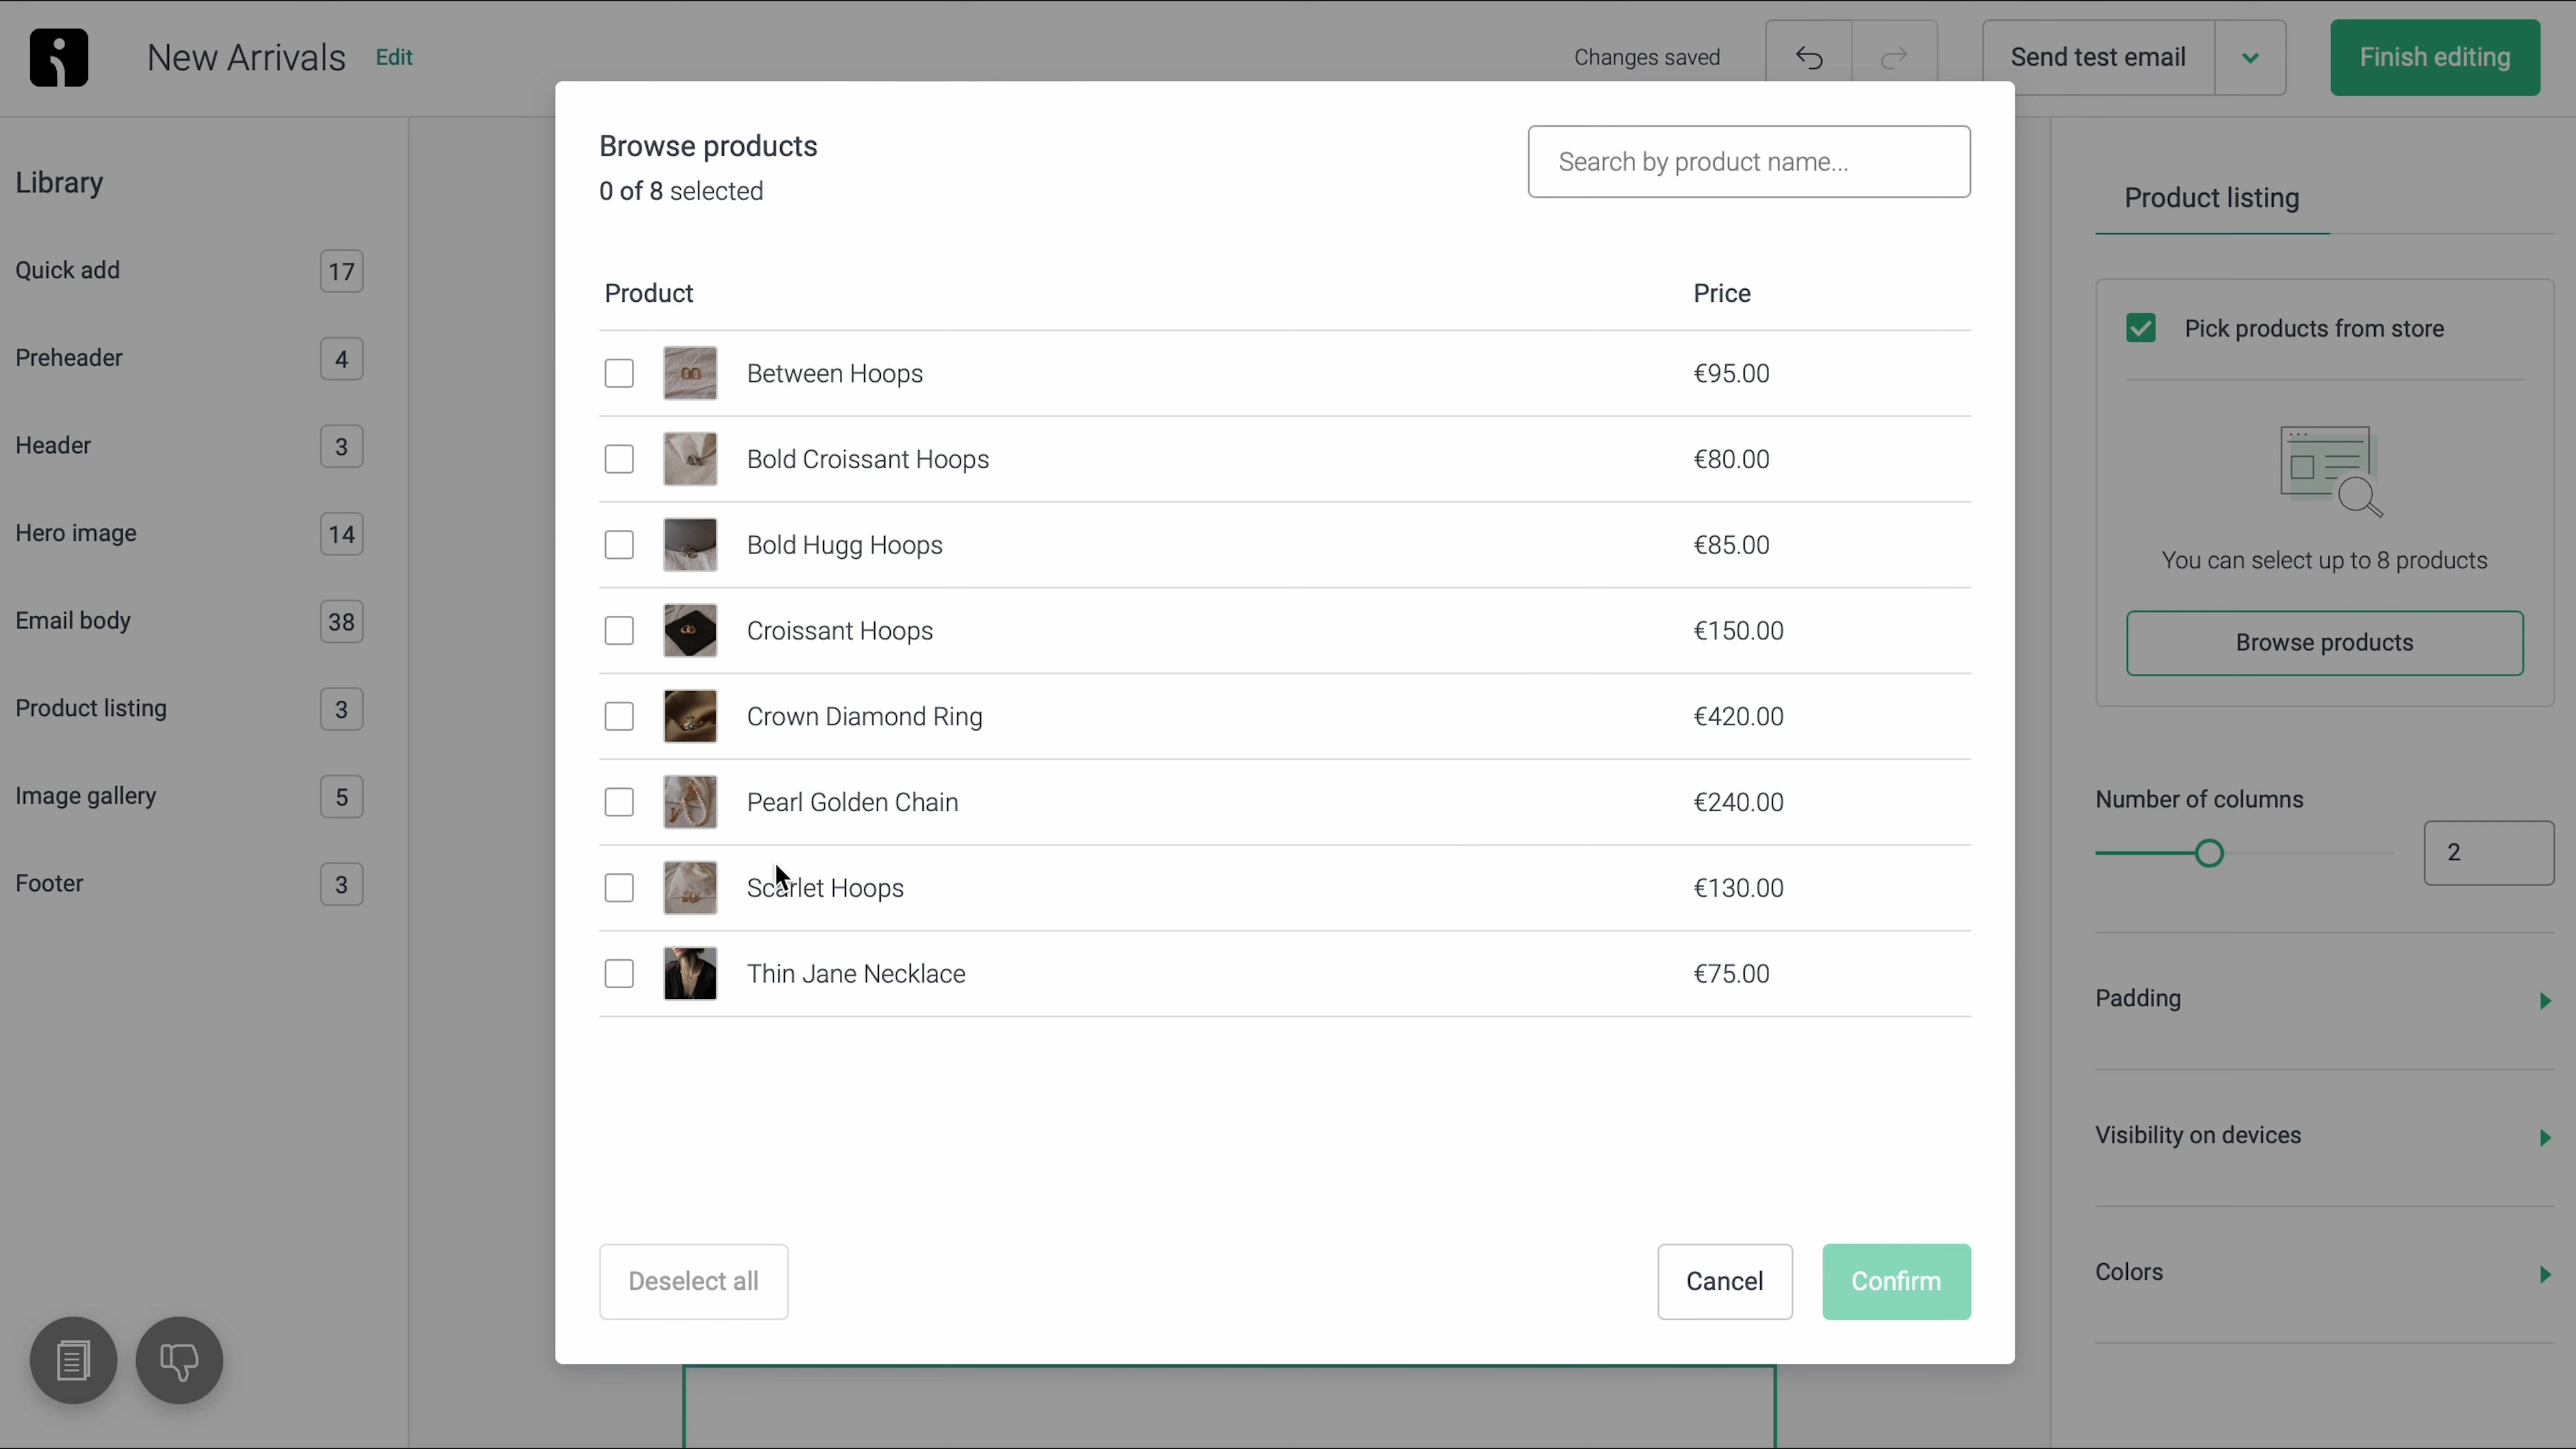 New Arrivals Edit
Changes saved
Send test email
Finish editing
Library
Quick add 17
Preheader 4
Header 3
Hero image 14
Email body 38
Product listing 3
Image gallery 5
Footer 3
Browse products
0 of 8 selected
Search by product name...
Product Price
Between Hoops €95.00
Bold Croissant Hoops €80.00
Bold Hugg Hoops €85.00
Croissant Hoops €150.00
Crown Diamond Ring €420.00
Pearl Golden Chain €240.00
Scarlet Hoops €130.00
Thin Jane Necklace €75.00
Deselect all
Cancel
Confirm
Product listing
Pick products from store
You can select up to 8 products
Browse products
Number of columns
2
Padding
Visibility on devices
Colors